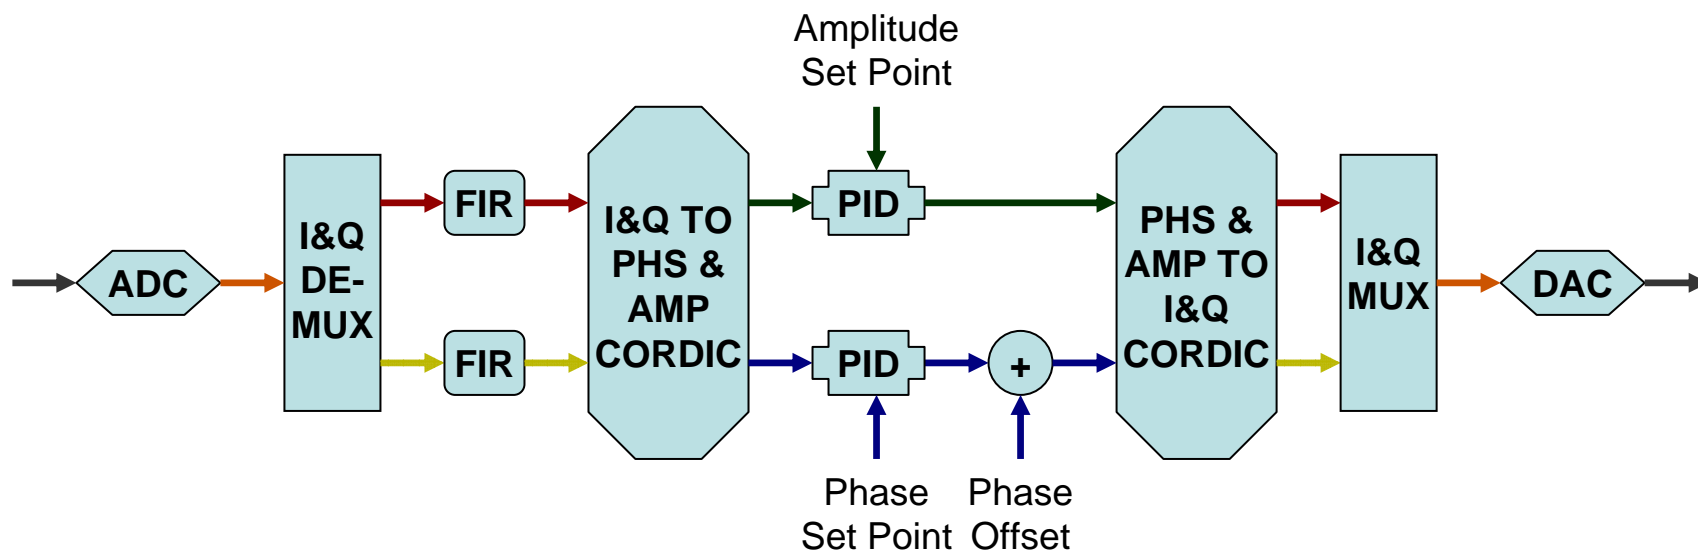 Amplitude
Set Point
ADC
I&Q
DE-
MUX
FIR
FIR
I&Q TO
PHS &
AMP
CORDIC
PID
PID
+
PHS &
AMP TO
I&Q
CORDIC
I&Q
MUX
DAC
Phase
Set Point
Phase
Offset